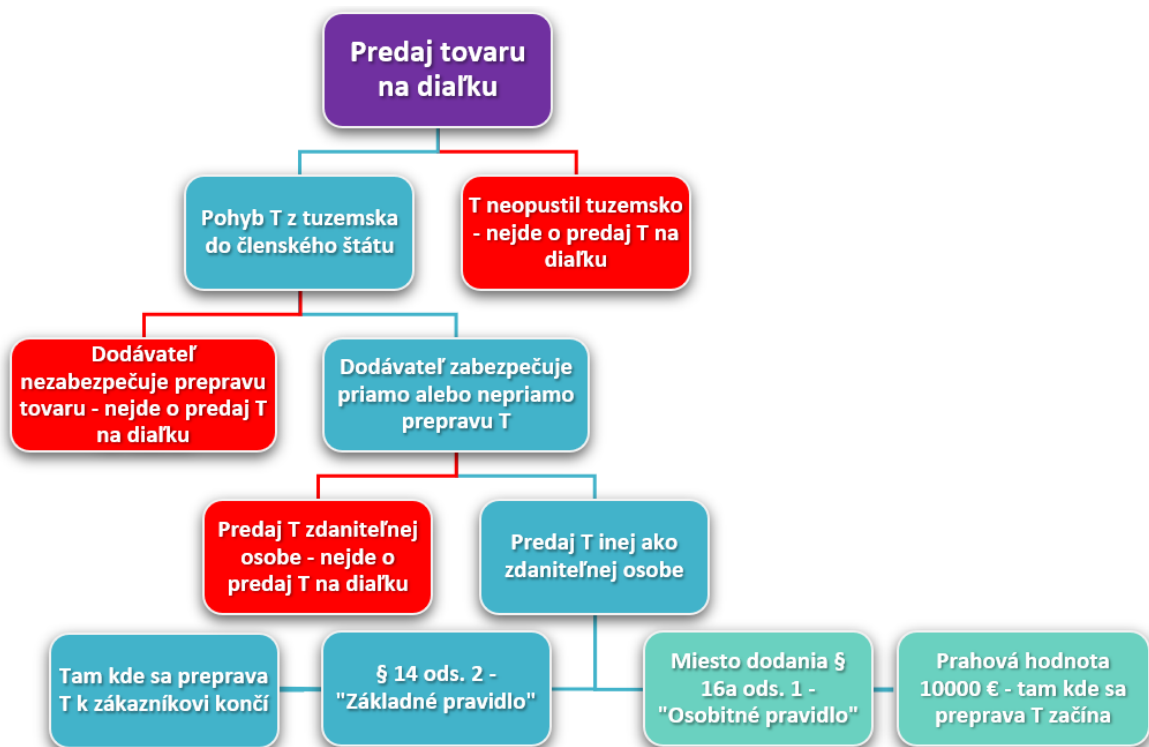 Predaj tovaru
na diaľku
Pohyb T z tuzemska
do členského štátu
T neopustil tuzemsko
- nejde o predaj T na
diaľku
Dodávateľ
nezabezpečuje prepravu
tovaru - nejde o predaj T
na diaľku
Dodávateľ zabezpečuje
priamo alebo nepriamo
prepravu T
Predaj T zdaniteľnej
osobe - nejde o
predaj T na diaľku
Predaj T inej ako
zdaniteľnej osobe
Tam kde sa preprava
T k zákazníkovi končí
§ 14 ods. 2 -
"Základné pravidlo"
Miesto dodania §
16a ods. 1 -
"Osobitné pravidlo"
Prahová hodnota
10000 € - tam kde sa
preprava T začína